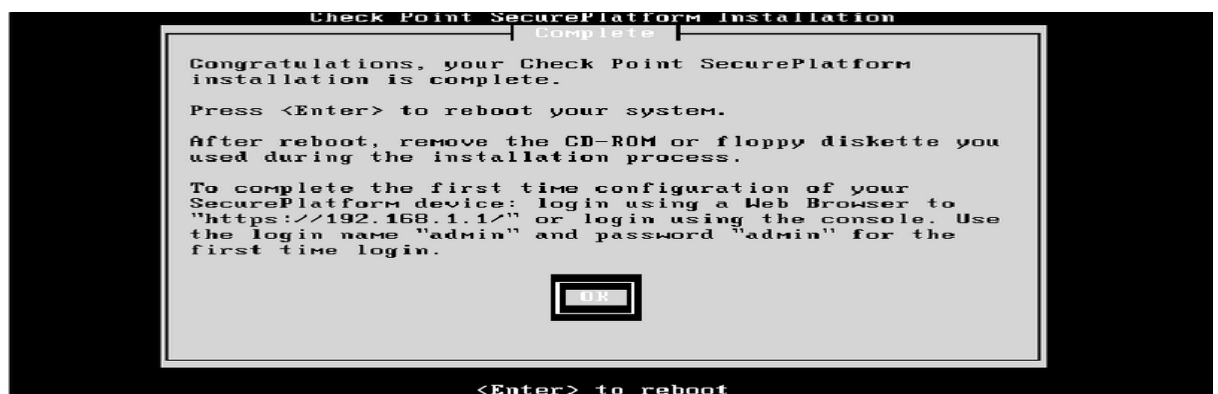 Check Point SecurePlatform Installation
Complete
Congratulations, your Check Point SecurePlatform
installation is complete.
Press <Enter> to reboot your system.
After reboot, remove the CD-ROM or floppy diskette you
used during the installation process.
To complete the first time configuration of your
SecurePlatform device: login using a Web Browser to
"https://192.168.1.1/" or login using the console. Use
the login name "admin" and password "admin" for the
first time login.
OK
<Enter> to reboot